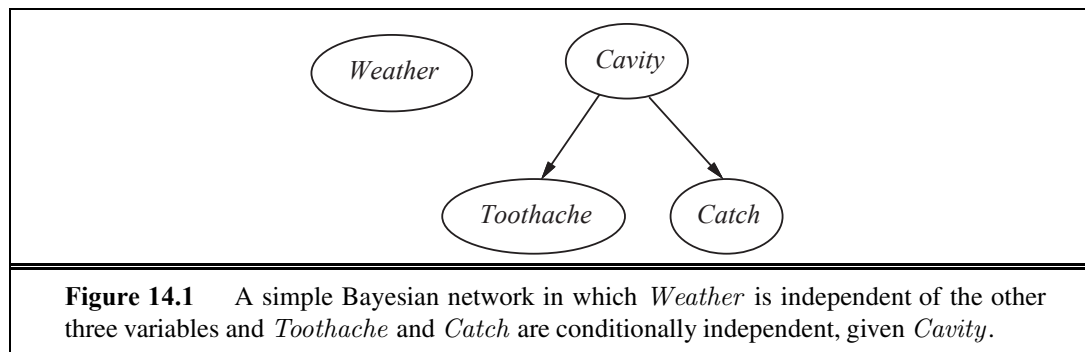 Weather
Cavity
Toothache
Catch
Figure 14.1 A simple Bayesian network in which Weather is independent of the other
three variables and Toothache and Catch are conditionally independent, given Cavity.